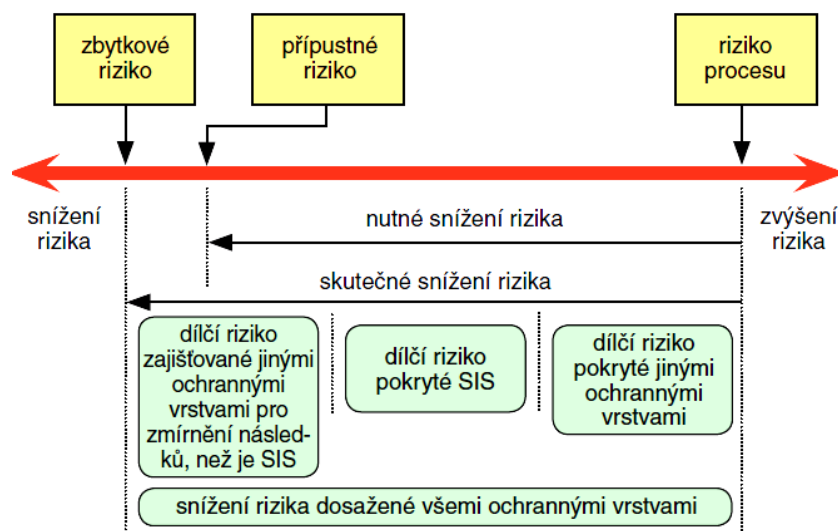 zbytkové
riziko
přípustné
riziko
riziko
procesu
snížení
rizika
nutné snížení rizika
zvýšení
rizika
skutečné snížení rizika
dílčí riziko
zajišťované jinými
ochrannými
vrstvami pro
zmírnění násled-
ků, než je SIS
dílčí riziko
pokryté SIS
dílčí riziko
pokryté jinými
ochrannými
vrstvami
snížení rizika dosažené všemi ochrannými vrstvami